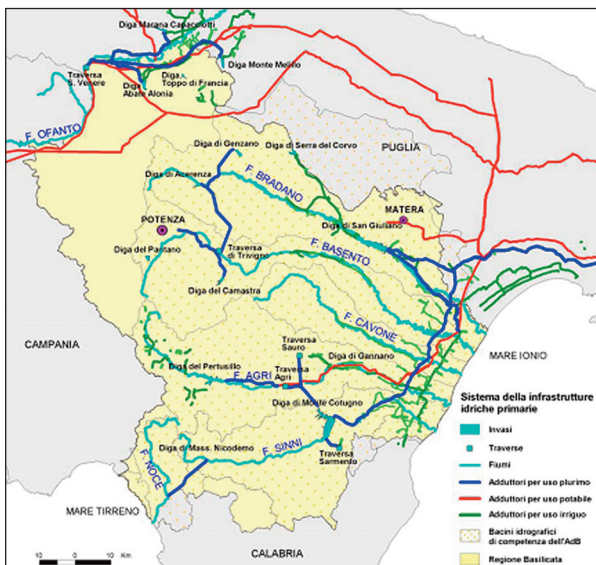 Diga Marana Capacciotti
Diga Monte Melillo
Traversa
S. Venere
Diga
Toppo di Francia
Diga
Abate Alonia
F. OFANTO
Diga di Genzano
Diga di Serra del Corvo
PUGLIA
Diga di Acerenza
F. BRADANO
MATERA
POTENZA
Diga di San Giuliano
Diga del Pantano
Traversa
di Trivigno
F. BASENTO
Diga del Camastra
F. CAVONE
CAMPANIA
Traversa
Sauro
MARE IONIO
Diga di Gannano
Diga del Pertusillo
F. AGRI
Traversa
Agri
Diga di Monte Cotugno
Diga di Mass. Nicodemo
F. SINNI
Traversa
Sarmento
F. NOCE
MARE TIRRENO
CALABRIA
10 0 10 Km
Sistema della infrastrutture
idriche primarie
Invasi
Traverse
Fiumi
Adduttori per uso plurimo
Adduttori per uso potabile
Adduttori per uso irriguo
Bacini idrografici
di competenza dell'AdB
Regione Basilicata